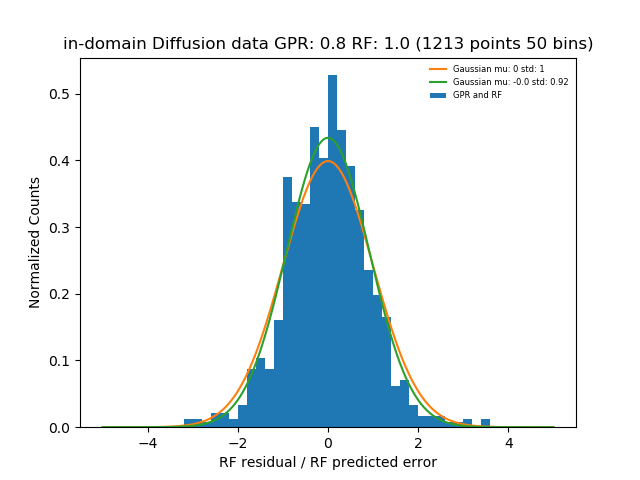 in-domain Diffusion data GPR: 0.8 RF: 1.0 (1213 points 50 bins)
Gaussian mu: 0 std: 1
Gaussian mu: -0.0 std: 0.92
GPR and RF
Normalized Counts
0.5
0.4
0.3
0.2
0.1
0.0
−4 −2 0 2 4
RF residual / RF predicted error